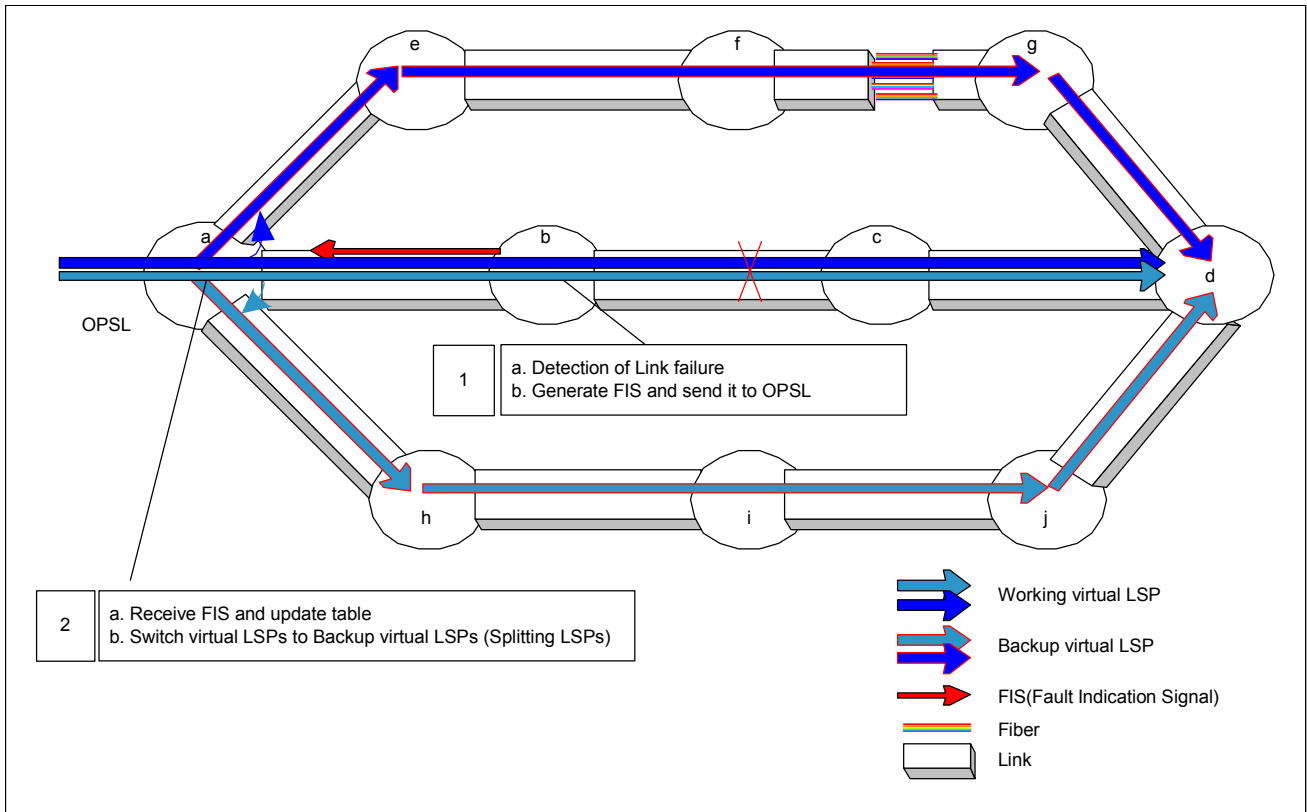 e
f
g
a
b
c
d
OPSL
1
a. Detection of Link failure
b. Generate FIS and send it to OPSL
h
i
j
2
a. Receive FIS and update table
b. Switch virtual LSPs to Backup virtual LSPs (Splitting LSPs)
Working virtual LSP
Backup virtual LSP
FIS(Fault Indication Signal)
Fiber
Link